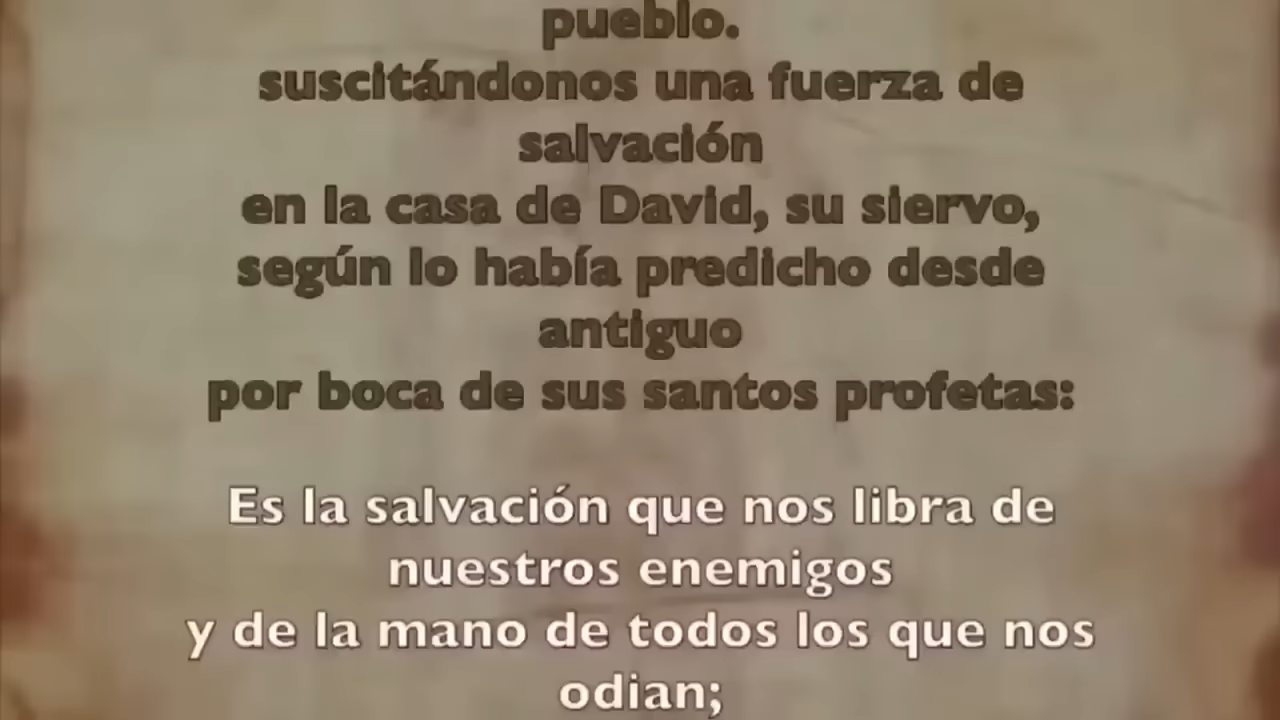 pueblo.
suscitándonos una fuerza de
salvación
en la casa de David, su siervo,
según lo había predicho desde
antiguo
por boca de sus santos profetas:
Es la salvación que nos libra de
nuestros enemigos
y de la mano de todos los que nos
odian;